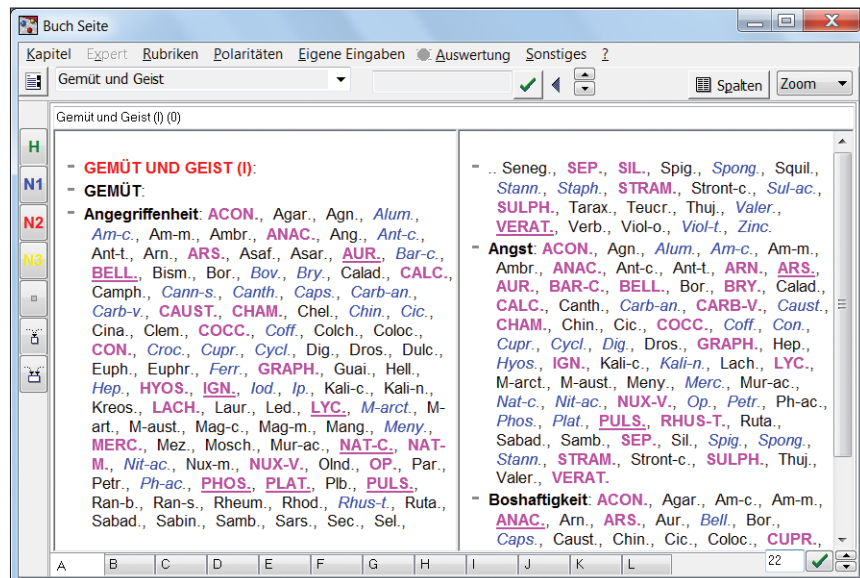 Buch Seite
Kapitel Expert Rubriken Polaritäten Eigene Eingaben Auswertung Sonstiges ?
Gemüt und Geist Spalten Zoom
Gemüt und Geist (I) (0)
H
N1
N2
N3
- GEMÜT UND GEIST (I):
- GEMÜT:
- Angegriffenheit: ACON., Agar., Agn., Alum.,
Am-c., Am-m., Ambr., ANAC., Ang., Ant-c.,
Ant-t., Arn., ARS., Asaf., Asar., AUR., Bar-c.,
BELL., Bism., Bor., Bov., Bry., Calad., CALC.,
Camph., Cann-s., Canth., Caps., Carb-an.,
Carb-v., CAUST., CHAM., Chel., Chin., Cic.,
Cina., Clem., COCC., Coff., Colch., Coloc.,
CON., Croc., Cupr., Cycl., Dig., Dros., Dulc.,
Euph., Euphr., Ferr., GRAPH., Guai., Hell.,
Hep., HYOS., IGN., Iod., Ip., Kali-c., Kali-n.,
Kreos., LACH., Laur., Led., LYC., M-arct., M-
art., M-aust., Mag-c., Mag-m., Mang., Meny.,
MERC., Mez., Mosch., Mur-ac., NAT-C., NAT-
M., Nit-ac., Nux-m., NUX-V., Olnd., OP., Par.,
Petr., Ph-ac., PHOS., PLAT., Plb., PULS.,
Ran-b., Ran-s., Rheum., Rhod., Rhus-t., Ruta.,
Sabad., Sabin., Samb., Sars., Sec., Sel.,
- .. Seneg., SEP., SIL., Spig., Spong., Squil.,
Stann., Staph., STRAM., Stront-c., Sul-ac.,
SULPH., Tarax., Teucr., Thuj., Valer.,
VERAT., Verb., Viol-o., Viol-t., Zinc.
- Angst: ACON., Agn., Alum., Am-c., Am-m.,
Ambr., ANAC., Ant-c., Ant-t., ARN., ARS.,
AUR., BAR-C., BELL., Bor., BRY., Calad.,
CALC., Canth., Carb-an., CARB-V., Caust.,
CHAM., Chin., Cic., COCC., Coff., Con.,
Cupr., Cycl., Dig., Dros., GRAPH., Hep.,
Hyos., IGN., Kali-c., Kali-n., Lach., LYC.,
M-arct., M-aust., Meny., Merc., Mur-ac.,
Nat-c., Nit-ac., NUX-V., Op., Petr., Ph-ac.,
Phos., Plat., PULS., RHUS-T., Ruta.,
Sabad., Samb., SEP., Sil., Spig., Spong.,
Stann., STRAM., Stront-c., SULPH., Thuj.,
Valer., VERAT.
- Boshaftigkeit: ACON., Agar., Am-c., Am-m.,
ANAC., Arn., ARS., Aur., Bell., Bor.,
Caps., Caust., Chin., Cic., Coloc., CUPR.,
A B C D E F G H I J K L 22